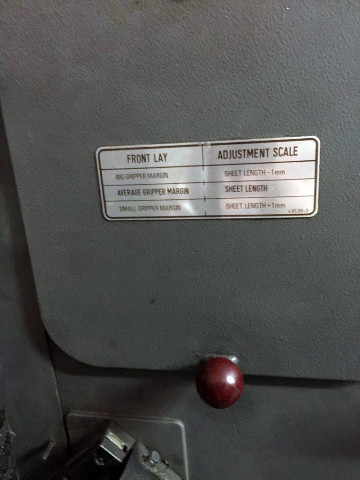 FRONT LAY ADJUSTMENT SCALE
BIG GRIPPER MARGIN SHEET LENGTH - 1mm
AVERAGE GRIPPER MARGIN SHEET LENGTH
SMALL GRIPPER MARGIN SHEET LENGTH + 1mm